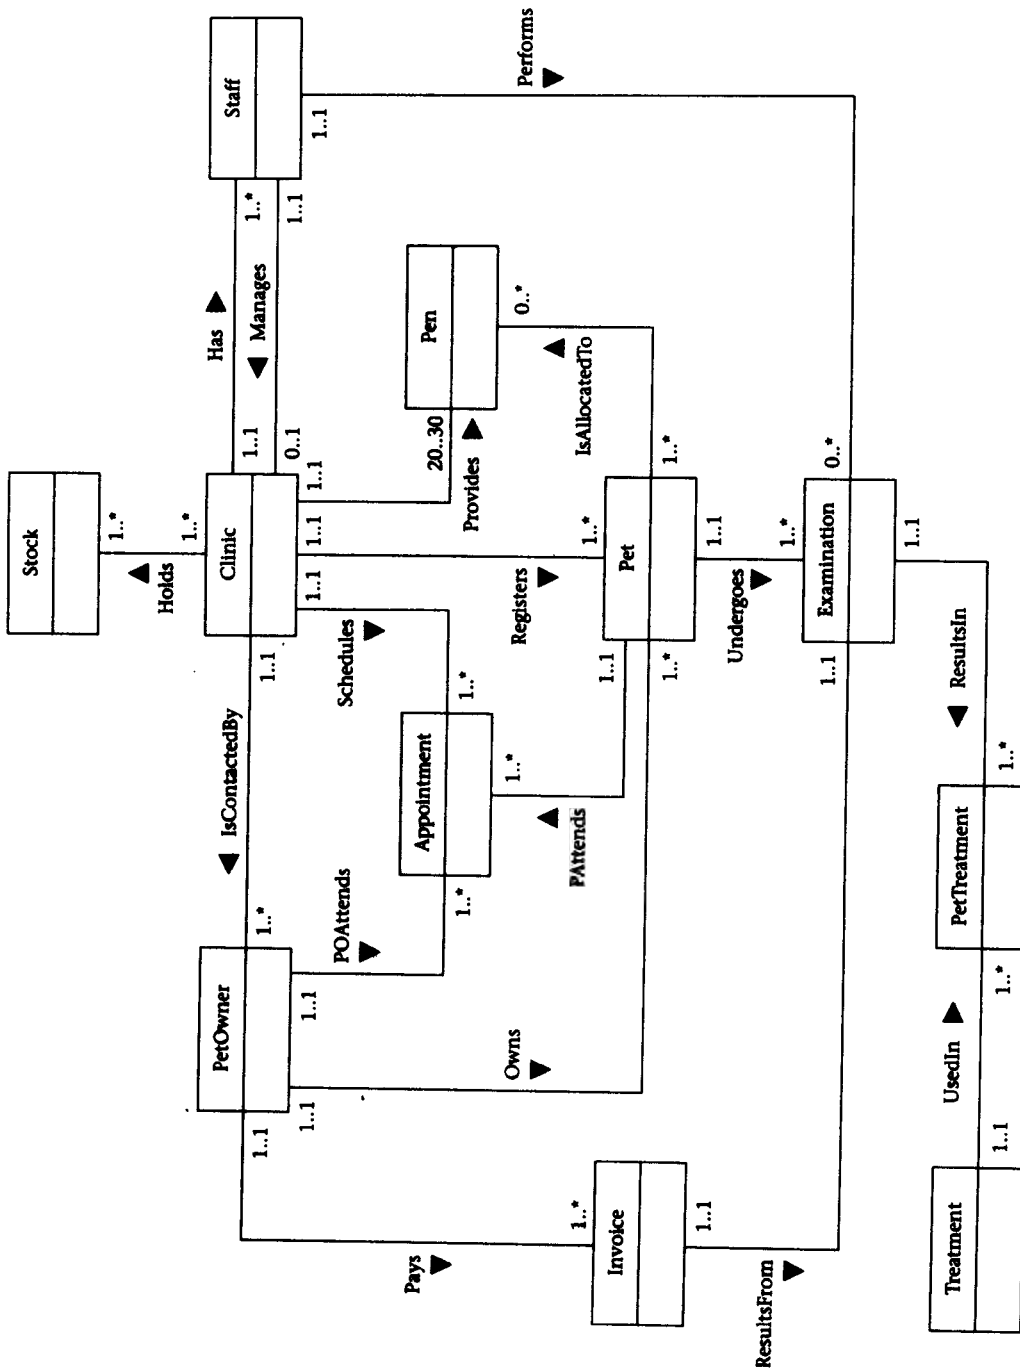 Stock
1..*
Holds
1..*
Clinic
1..1
Has
1..*
Staff
0..1
Manages
1..1
1..1
IsContactedBy
1..*
PetOwner
1..1
Performs
1..1
Provides
20..30
Pen
0..*
IsAllocatedTo
1..*
1..1
Registers
1..*
Pet
1..1
Schedules
1..*
Appointment
1..*
POAttends
1..1
1..*
PAttends
1..1
1..1
Owns
1..*
1..1
Undergoes
1..*
Examination
0..*
1..1
Pays
1..*
Invoice
1..1
ResultsFrom
1..1
1..1
ResultsIn
1..*
PetTreatment
1..*
UsedIn
1..1
Treatment